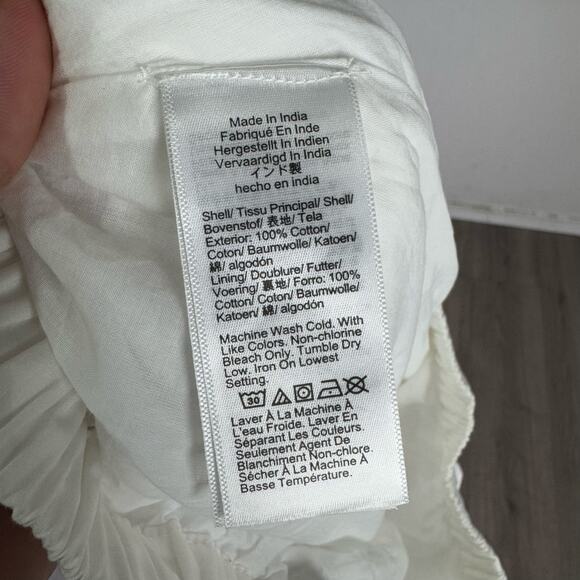 Made In India
Fabriqué En Inde
Hergestellt In Indien
Vervaardigd In India
インド製
hecho en india
Shell/ Tissu Principal/ Shell/
Bovenstof/ 表地/ Tela
Exterior: 100% Cotton/
Coton/ Baumwolle/ Katoen/
綿/ algodón
Lining/ Doublure/ Futter/
Voering/ 裏地/ Forro: 100%
Cotton/ Coton/ Baumwolle/
Katoen/ 綿/ algodón
Machine Wash Cold. With
Like Colors. Non-chlorine
Bleach Only. Tumble Dry
Low. Iron On Lowest
Setting.
30
Laver À La Machine À
L'eau Froide. Laver En
Séparant Les Couleurs.
Seulement Agent De
Blanchiment Non-chlore.
Sécher À La Machine À
Basse Température.